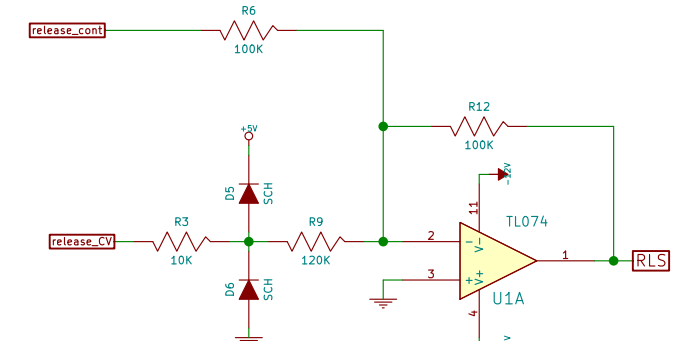 R6
release_cont
100K
R12
+5V
100K
-12V
D5
SCH
11
TL074
R3
R9
2
-
V-
release_CV
10K
120K
1
RLS
3
+
V+
D6
SCH
U1A
4
V